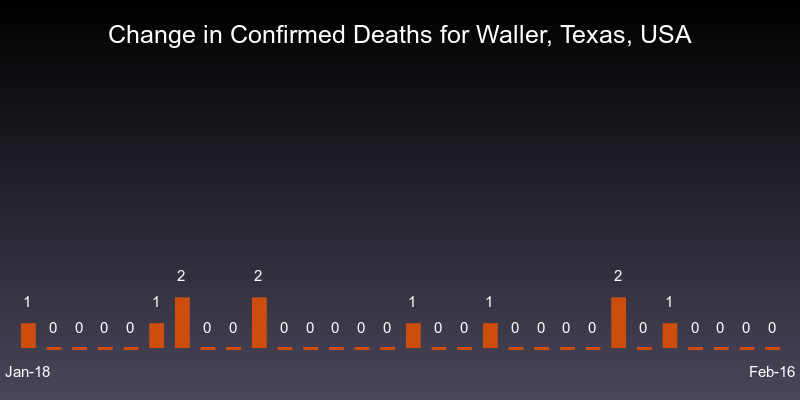 Change in Confirmed Deaths for Waller, Texas, USA
2 2 2
1 1 1 1 1
0 0 0 0 0 0 0 0 0 0 0 0 0 0 0 0 0 0 0 0 0 0
Jan-18 Feb-16